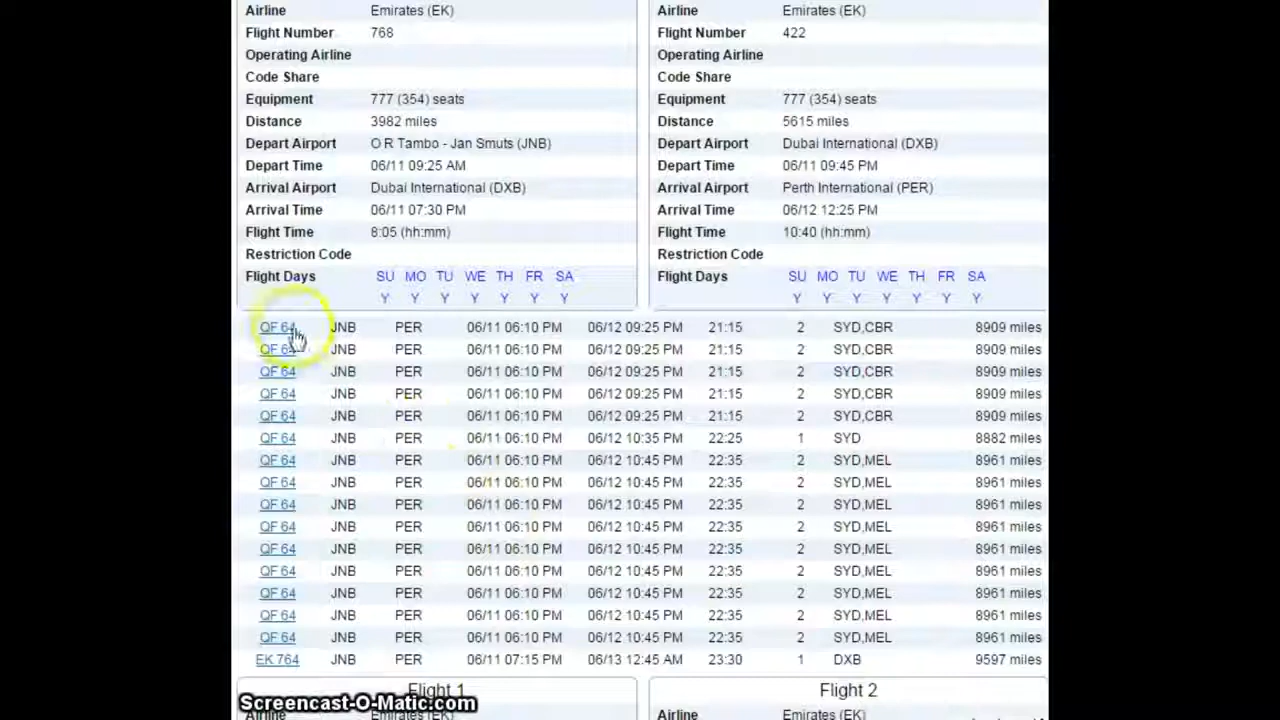 Airline Emirates (EK) Airline Emirates (EK)
Flight Number 768 Flight Number 422
Operating Airline Operating Airline
Code Share Code Share
Equipment 777 (354) seats Equipment 777 (354) seats
Distance 3982 miles Distance 5615 miles
Depart Airport O R Tambo - Jan Smuts (JNB) Depart Airport Dubai International (DXB)
Depart Time 06/11 09:25 AM Depart Time 06/11 09:45 PM
Arrival Airport Dubai International (DXB) Arrival Airport Perth International (PER)
Arrival Time 06/11 07:30 PM Arrival Time 06/12 12:25 PM
Flight Time 8:05 (hh:mm) Flight Time 10:40 (hh:mm)
Restriction Code Restriction Code
Flight Days SU MO TU WE TH FR SA Flight Days SU MO TU WE TH FR SA
Y Y Y Y Y Y Y Y Y Y Y Y Y Y
QF 64 JNB PER 06/11 06:10 PM 06/12 09:25 PM 21:15 2 SYD,CBR 8909 miles
QF 64 JNB PER 06/11 06:10 PM 06/12 09:25 PM 21:15 2 SYD,CBR 8909 miles
QF 64 JNB PER 06/11 06:10 PM 06/12 09:25 PM 21:15 2 SYD,CBR 8909 miles
QF 64 JNB PER 06/11 06:10 PM 06/12 09:25 PM 21:15 2 SYD,CBR 8909 miles
QF 64 JNB PER 06/11 06:10 PM 06/12 09:25 PM 21:15 2 SYD,CBR 8909 miles
QF 64 JNB PER 06/11 06:10 PM 06/12 10:35 PM 22:25 1 SYD 8882 miles
QF 64 JNB PER 06/11 06:10 PM 06/12 10:45 PM 22:35 2 SYD,MEL 8961 miles
QF 64 JNB PER 06/11 06:10 PM 06/12 10:45 PM 22:35 2 SYD,MEL 8961 miles
QF 64 JNB PER 06/11 06:10 PM 06/12 10:45 PM 22:35 2 SYD,MEL 8961 miles
QF 64 JNB PER 06/11 06:10 PM 06/12 10:45 PM 22:35 2 SYD,MEL 8961 miles
QF 64 JNB PER 06/11 06:10 PM 06/12 10:45 PM 22:35 2 SYD,MEL 8961 miles
QF 64 JNB PER 06/11 06:10 PM 06/12 10:45 PM 22:35 2 SYD,MEL 8961 miles
QF 64 JNB PER 06/11 06:10 PM 06/12 10:45 PM 22:35 2 SYD,MEL 8961 miles
QF 64 JNB PER 06/11 06:10 PM 06/12 10:45 PM 22:35 2 SYD,MEL 8961 miles
QF 64 JNB PER 06/11 06:10 PM 06/12 10:45 PM 22:35 2 SYD,MEL 8961 miles
EK 764 JNB PER 06/11 07:15 PM 06/13 12:45 AM 23:30 1 DXB 9597 miles
Flight 1 Flight 2
Screencast-O-Matic.com
Airline Emirates (EK) Airline Emirates (EK)